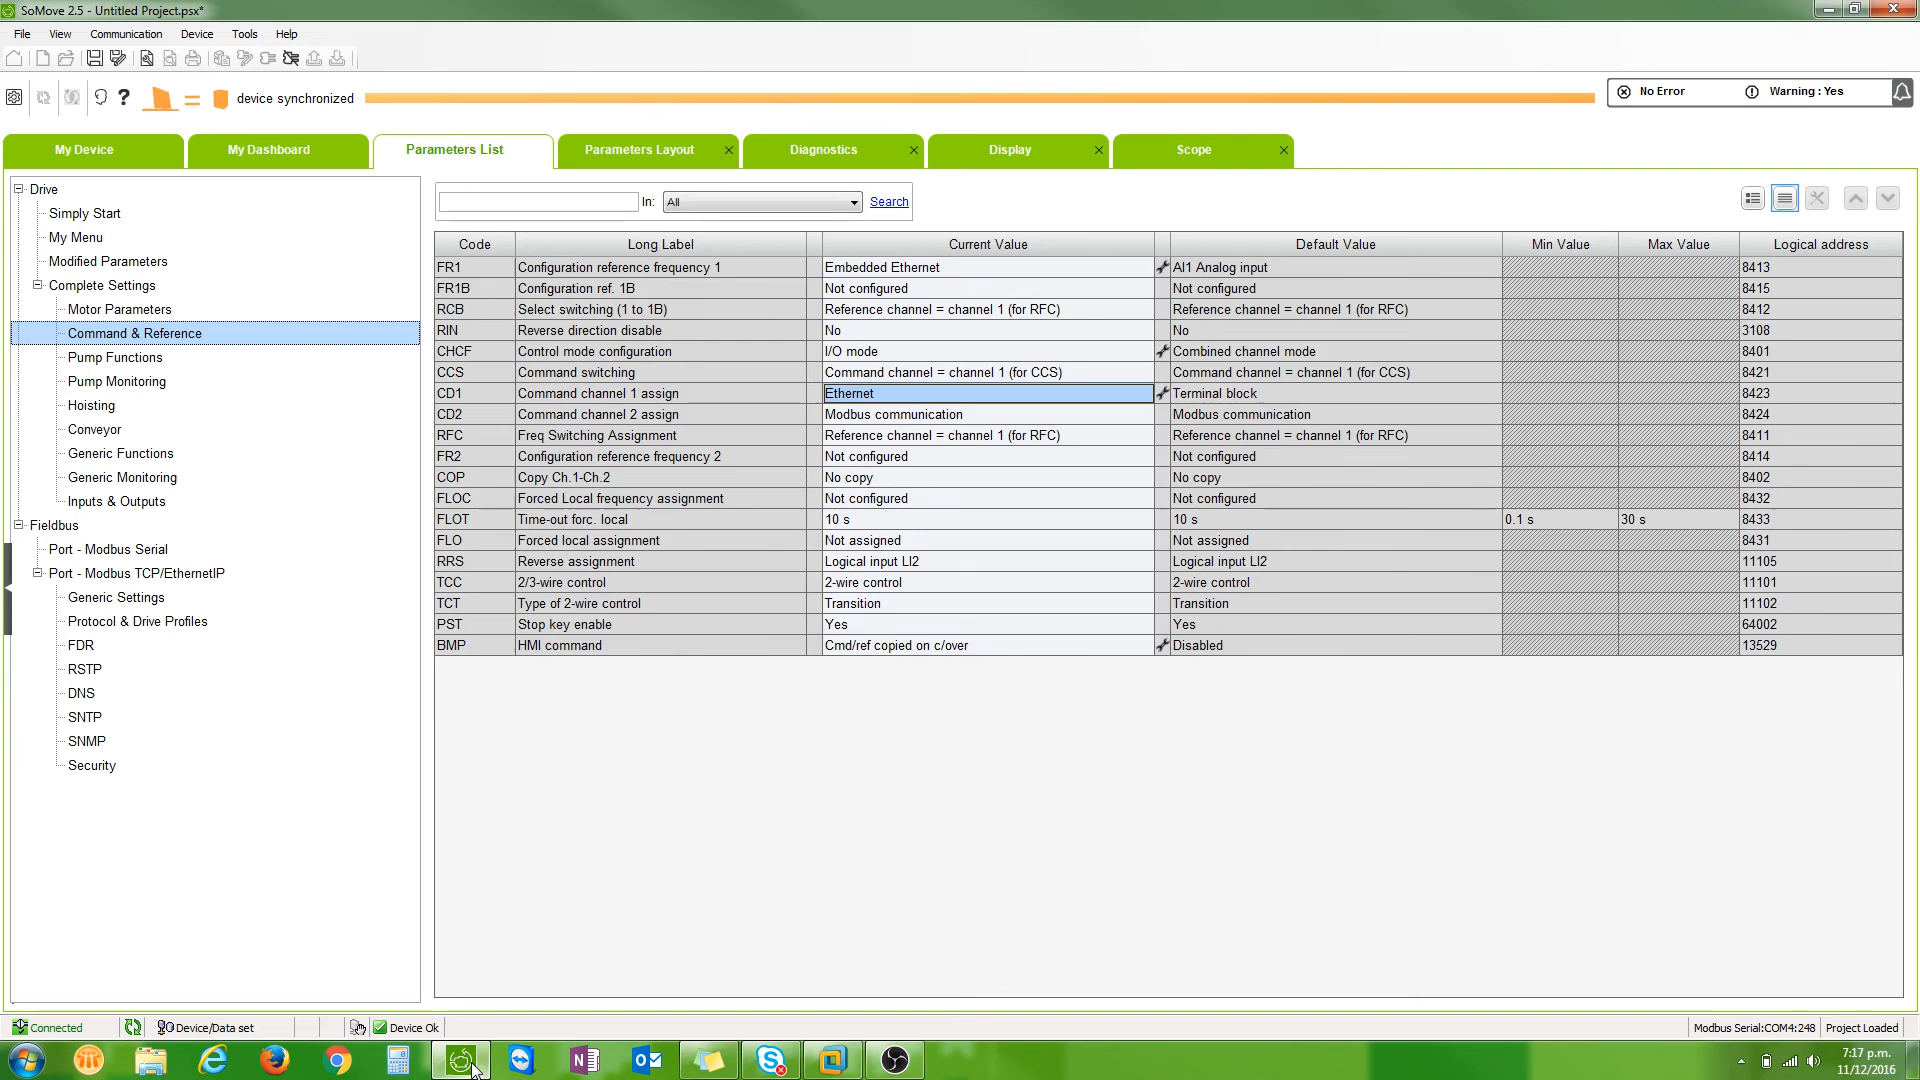 SoMove 2.5 - Untitled Project.psx*
File View Communication Device Tools Help
device synchronized
No Error Warning : Yes
My Device My Dashboard Parameters List Parameters Layout Diagnostics Display Scope
Drive
Simply Start
My Menu
Modified Parameters
Complete Settings
Motor Parameters
Command & Reference
Pump Functions
Pump Monitoring
Hoisting
Conveyor
Generic Functions
Generic Monitoring
Inputs & Outputs
Fieldbus
Port - Modbus Serial
Port - Modbus TCP/EthernetIP
Generic Settings
Protocol & Drive Profiles
FDR
RSTP
DNS
SNTP
SNMP
Security
In: All Search
Code Long Label Current Value Default Value Min Value Max Value Logical address
FR1 Configuration reference frequency 1 Embedded Ethernet AI1 Analog input 8413
FR1B Configuration ref. 1B Not configured Not configured 8415
RCB Select switching (1 to 1B) Reference channel = channel 1 (for RFC) Reference channel = channel 1 (for RFC) 8412
RIN Reverse direction disable No No 3108
CHCF Control mode configuration I/O mode Combined channel mode 8401
CCS Command switching Command channel = channel 1 (for CCS) Command channel = channel 1 (for CCS) 8421
CD1 Command channel 1 assign Ethernet Terminal block 8423
CD2 Command channel 2 assign Modbus communication Modbus communication 8424
RFC Freq Switching Assignment Reference channel = channel 1 (for RFC) Reference channel = channel 1 (for RFC) 8411
FR2 Configuration reference frequency 2 Not configured Not configured 8414
COP Copy Ch.1-Ch.2 No copy No copy 8402
FLOC Forced Local frequency assignment Not configured Not configured 8432
FLOT Time-out forc. local 10 s 10 s 0.1 s 30 s 8433
FLO Forced local assignment Not assigned Not assigned 8431
RRS Reverse assignment Logical input LI2 Logical input LI2 11105
TCC 2/3-wire control 2-wire control 2-wire control 11101
TCT Type of 2-wire control Transition Transition 11102
PST Stop key enable Yes Yes 64002
BMP HMI command Cmd/ref copied on c/over Disabled 13529
Connected Device/Data set Device Ok Modbus Serial:COM4:248 Project Loaded
7:17 p.m.
11/12/2016